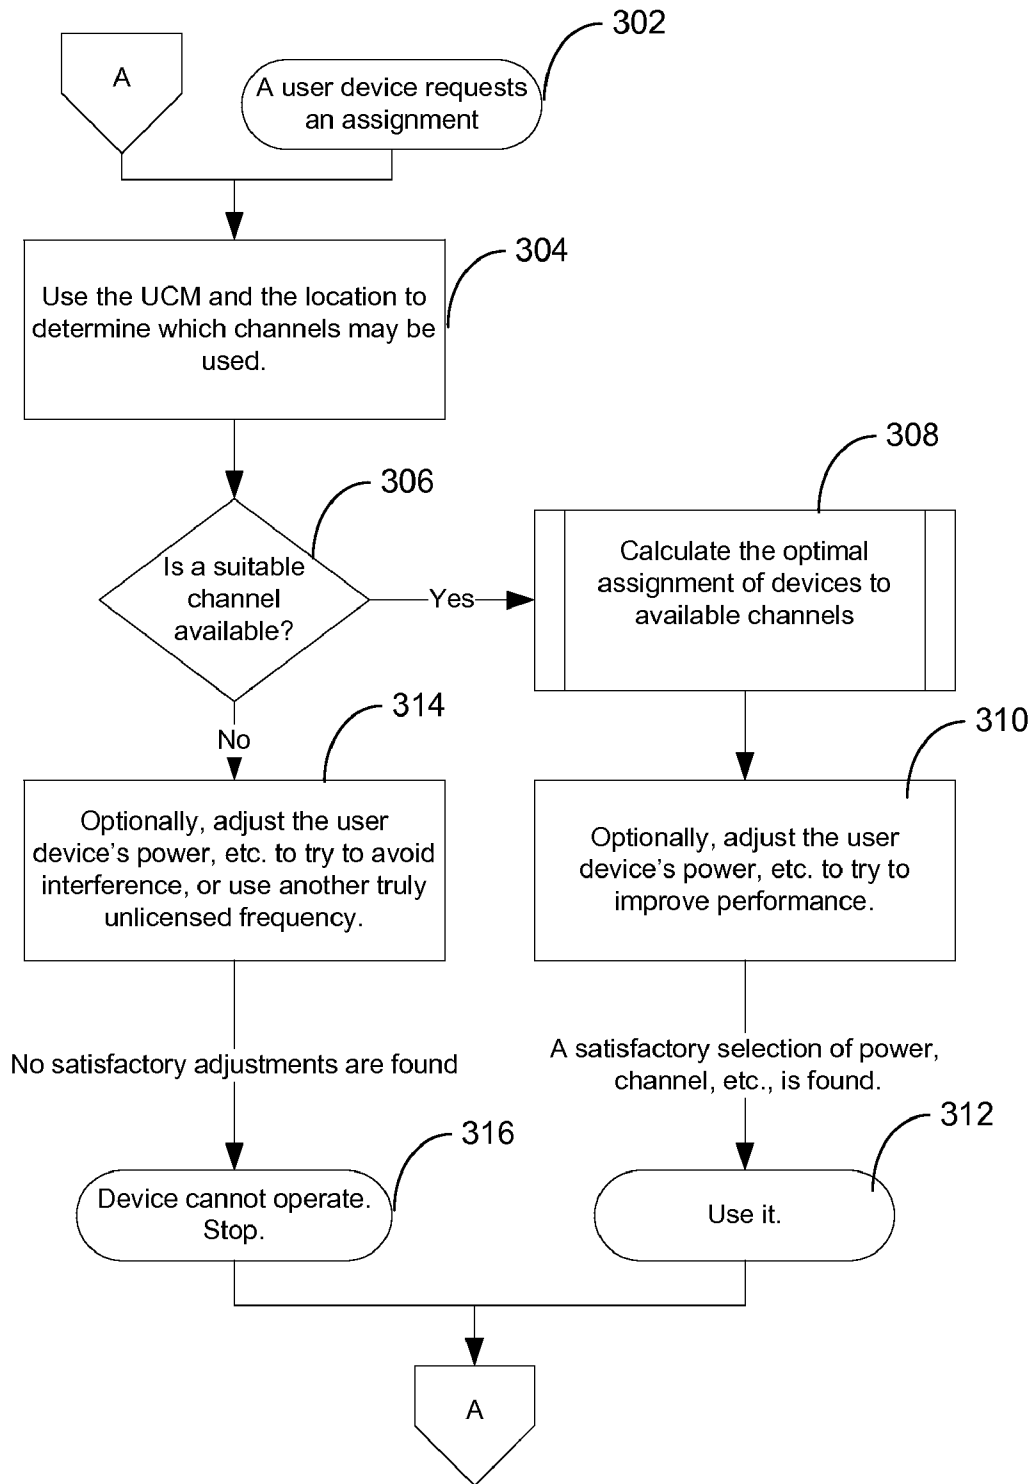 302
A
A user device requests
an assignment
304
Use the UCM and the location to
determine which channels may be
used.
306
Is a suitable
channel
available?
Yes
308
Calculate the optimal
assignment of devices to
available channels
314
No
Optionally, adjust the user
device's power, etc. to try to avoid
interference, or use another truly
unlicensed frequency.
310
Optionally, adjust the user
device's power, etc. to try to
improve performance.
No satisfactory adjustments are found
A satisfactory selection of power,
channel, etc., is found.
316
Device cannot operate.
Stop.
312
Use it.
A